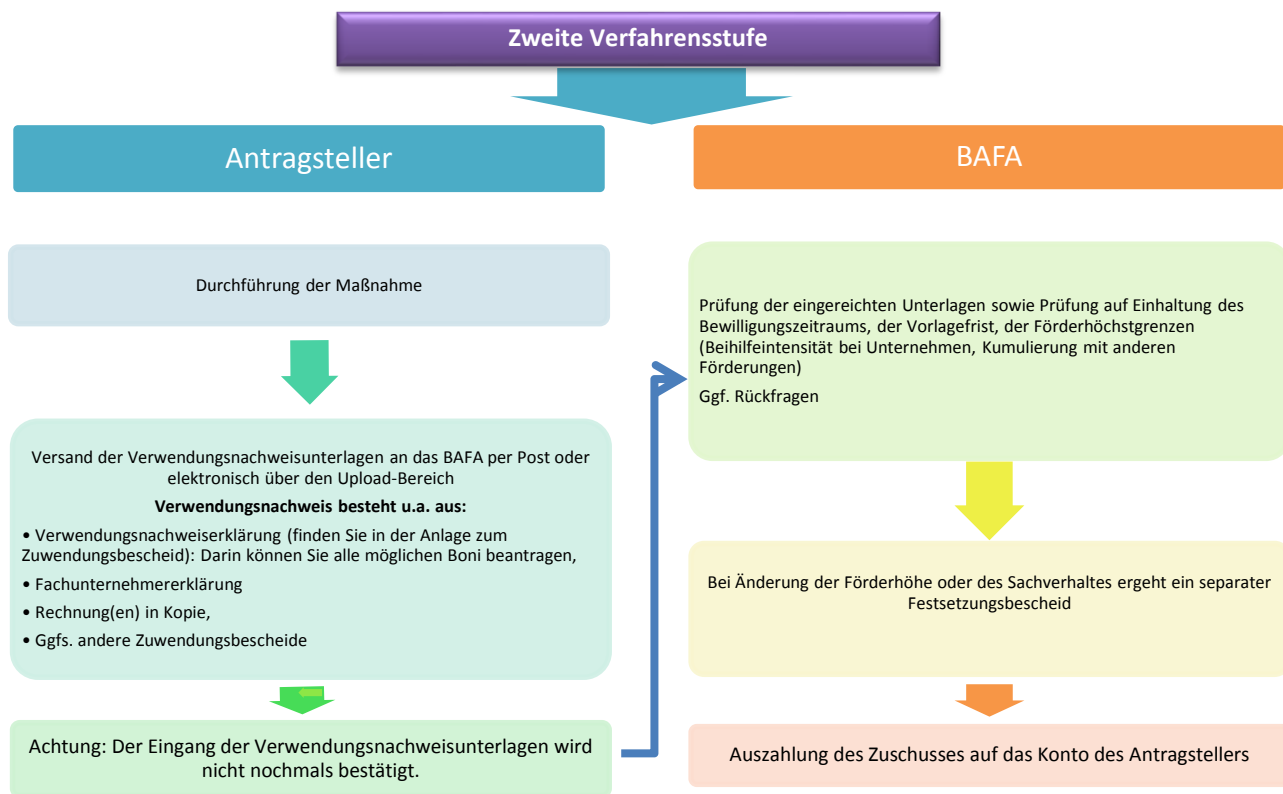 Zweite Verfahrensstufe
Antragsteller
Durchführung der Maßnahme
Versand der Verwendungsnachweisunterlagen an das BAFA per Post oder
elektronisch über den Upload-Bereich
Verwendungsnachweis besteht u.a. aus:
• Verwendungsnachweiserklärung (finden Sie in der Anlage zum
Zuwendungsbescheid): Darin können Sie alle möglichen Boni beantragen,
• Fachunternehmererklärung
• Rechnung(en) in Kopie,
• Ggfs. andere Zuwendungsbescheide
Achtung: Der Eingang der Verwendungsnachweisunterlagen wird
nicht nochmals bestätigt.
BAFA
Prüfung der eingereichten Unterlagen sowie Prüfung auf Einhaltung des
Bewilligungszeitraums, der Vorlagefrist, der Förderhöchstgrenzen
(Beihilfeintensität bei Unternehmen, Kumulierung mit anderen
Förderungen)
Ggf. Rückfragen
Bei Änderung der Förderhöhe oder des Sachverhaltes ergeht ein separater
Festsetzungsbescheid
Auszahlung des Zuschusses auf das Konto des Antragstellers